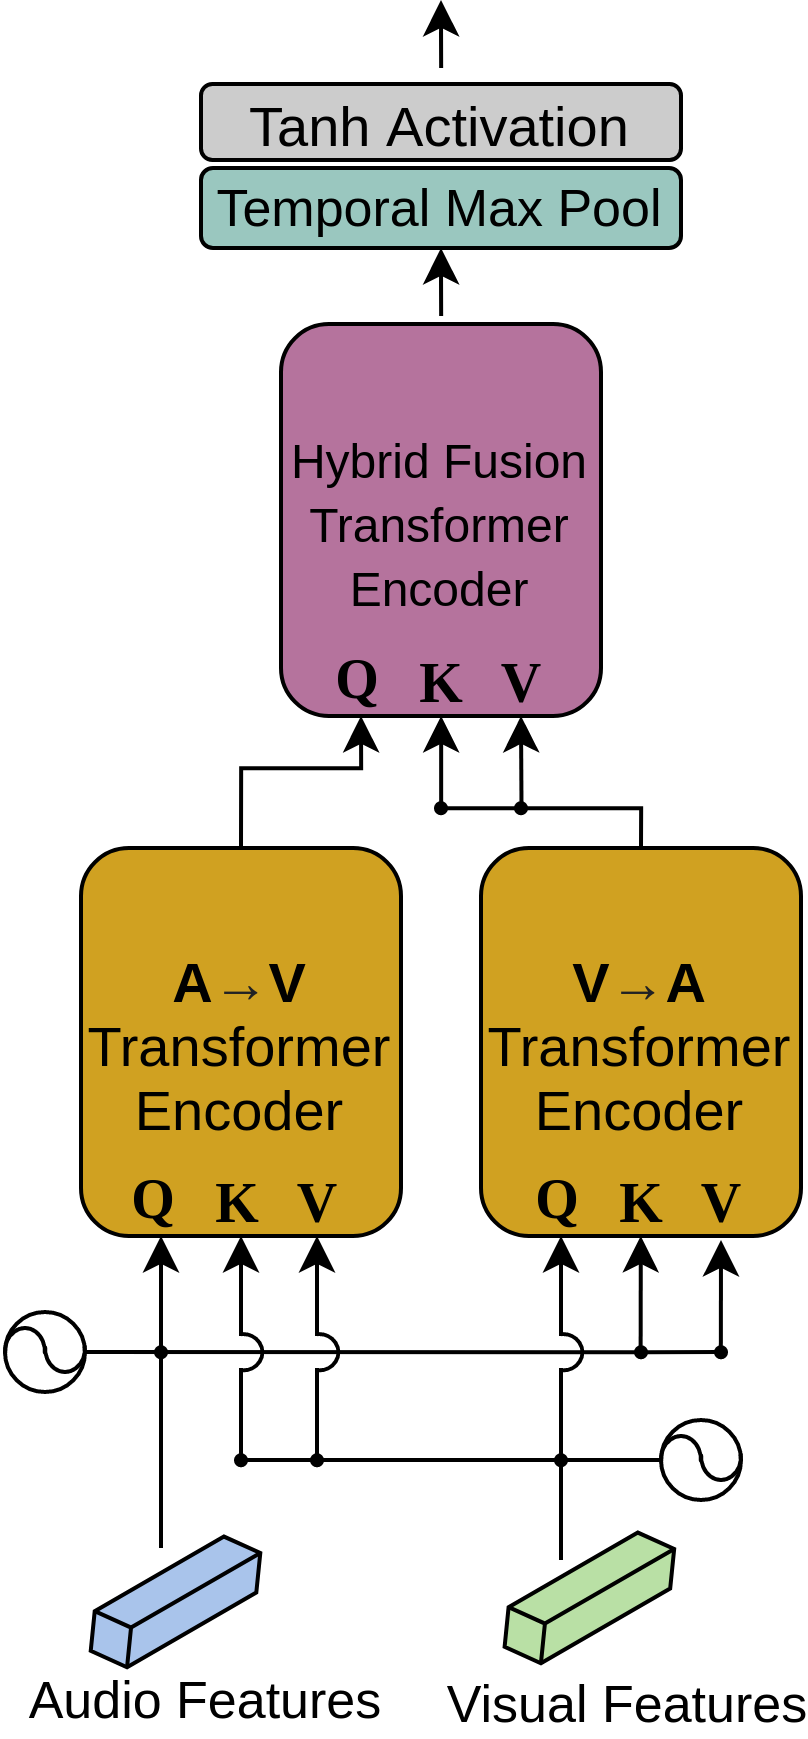 Tanh Activation
Temporal Max Pool
Hybrid Fusion
Transformer
Encoder
Q K V
A→V
Transformer
Encoder
Q K V
V→A
Transformer
Encoder
Q K V
Audio Features
Visual Features